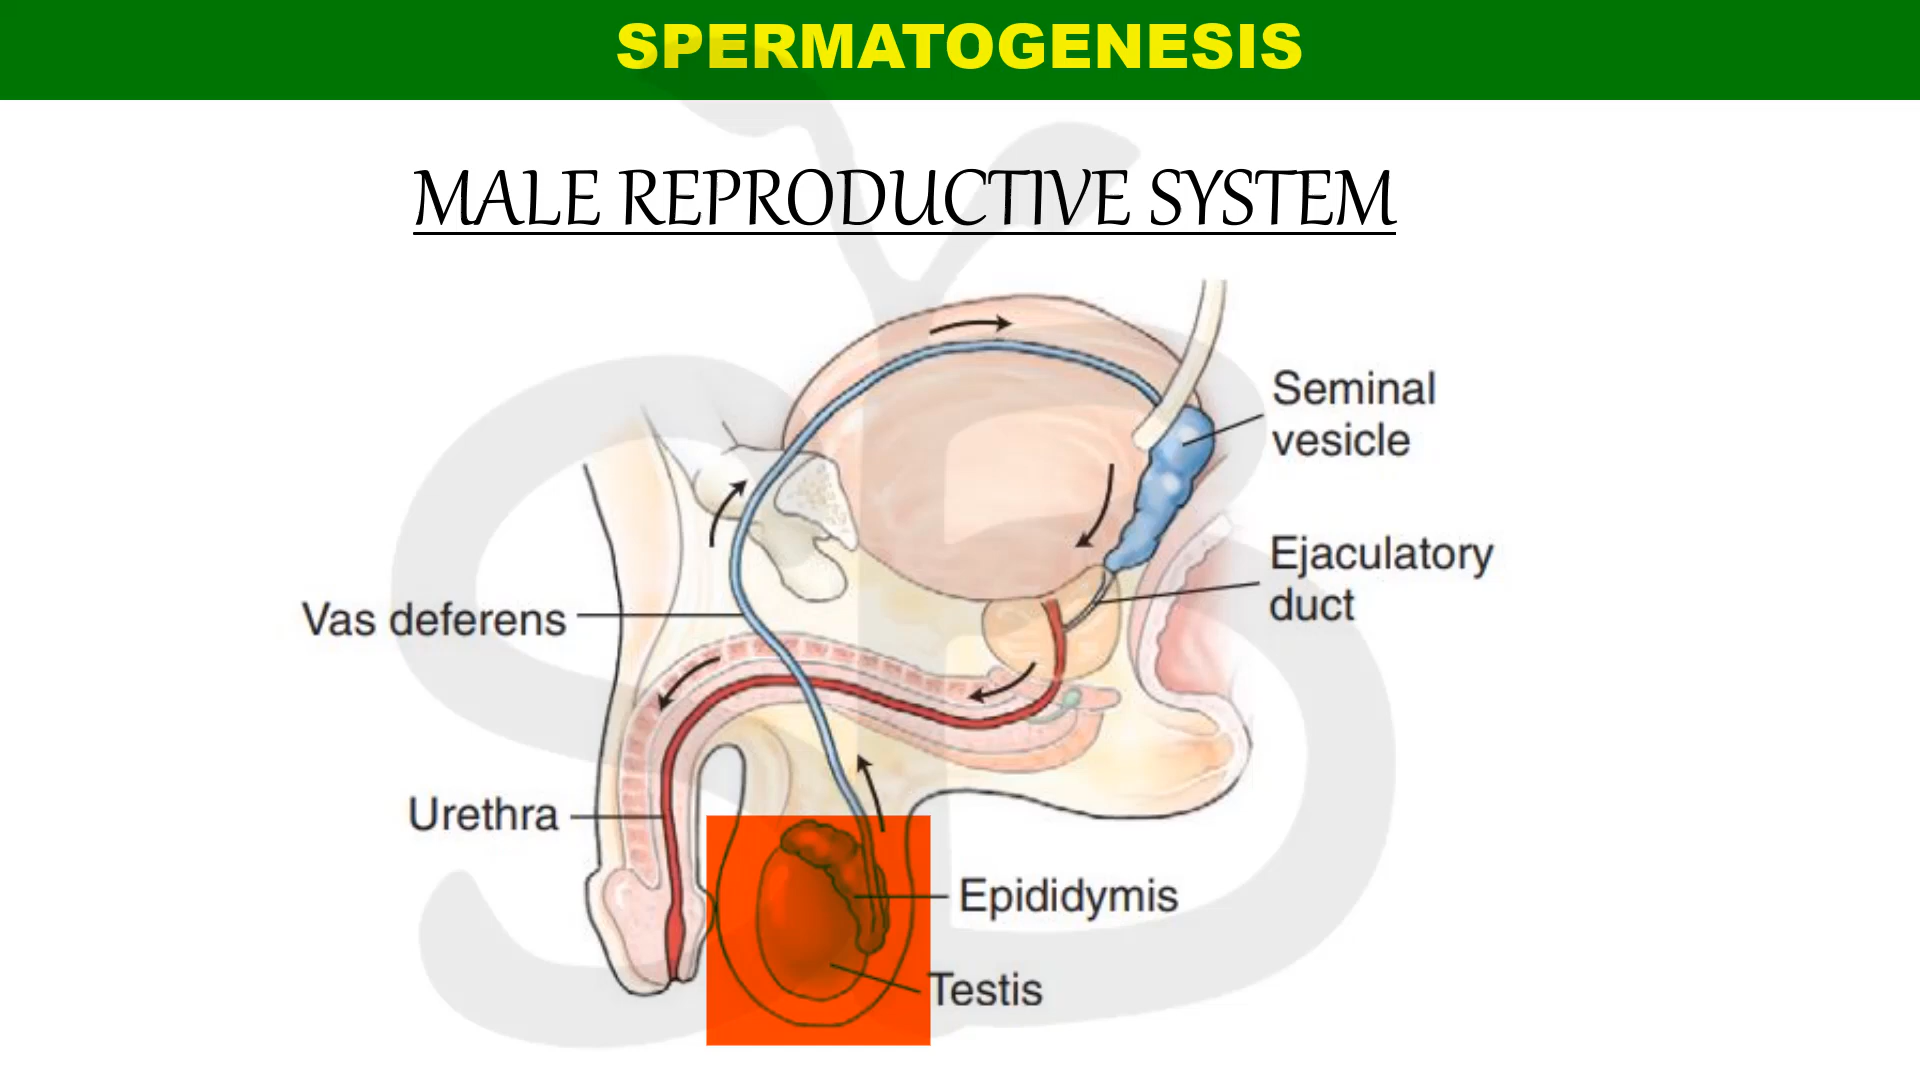 SPERMATOGENESIS
MALE REPRODUCTIVE SYSTEM
Seminal
vesicle
Ejaculatory
duct
Vas deferens
Urethra
Epididymis
Testis